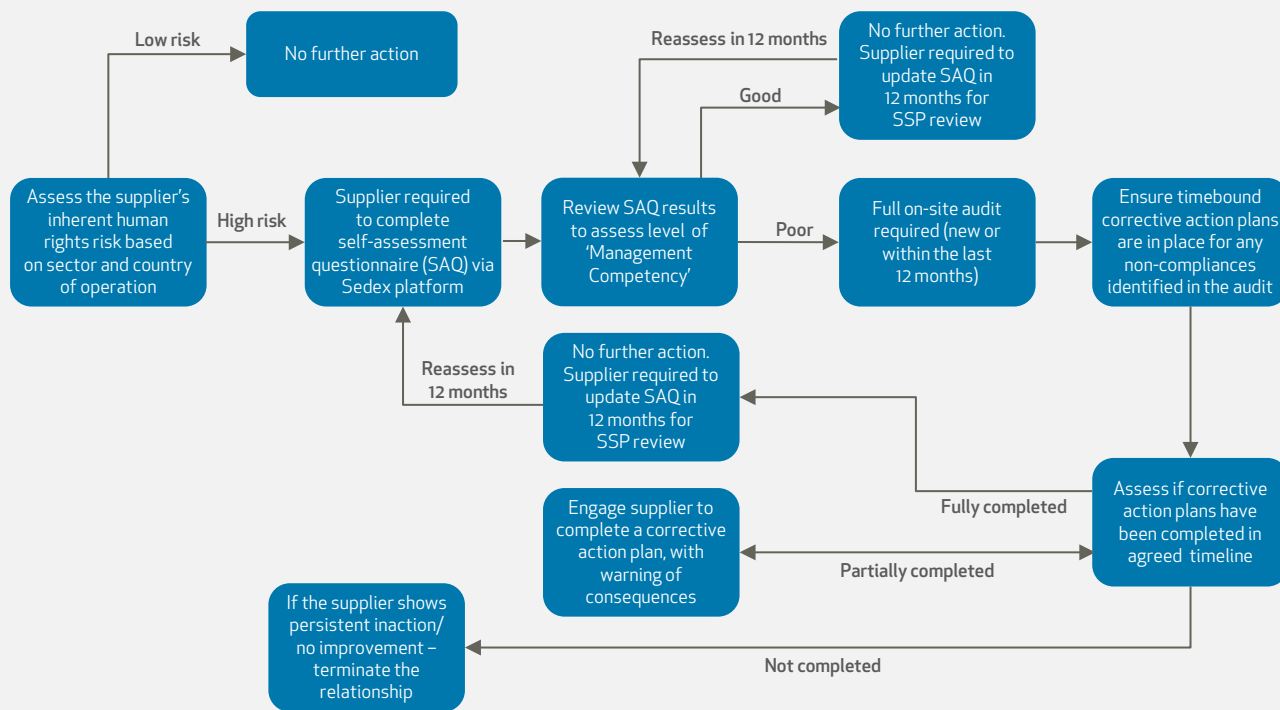 Low risk
No further action
Reassess in 12 months
No further action.
Supplier required to
update SAQ in
12 months for
SSP review
Good
Assess the supplier’s
inherent human
rights risk based
on sector and country
of operation
High risk
Supplier required
to complete
self-assessment
questionnaire (SAQ) via
Sedex platform
Review SAQ results
to assess level of
‘Management
Competency’
Poor
Full on-site audit
required (new or
within the last
12 months)
Ensure timebound
corrective action plans
are in place for any
non-compliances
identified in the audit
Reassess in
12 months
No further action.
Supplier required to
update SAQ in
12 months for
SSP review
Fully completed
Assess if corrective
action plans have
been completed in
agreed timeline
Engage supplier to
complete a corrective
action plan, with
warning of
consequences
Partially completed
If the supplier shows
persistent inaction/
no improvement –
terminate the
relationship
Not completed